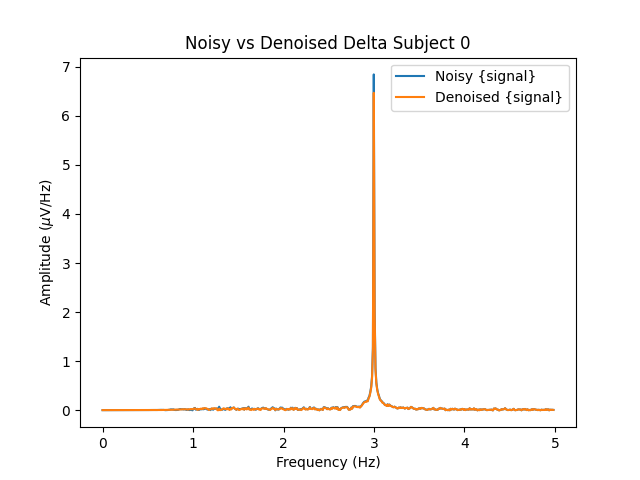 Noisy vs Denoised Delta Subject 0
Noisy {signal}
Denoised {signal}
Amplitude (μV/Hz)
7
6
5
4
3
2
1
0
0 1 2 3 4 5
Frequency (Hz)